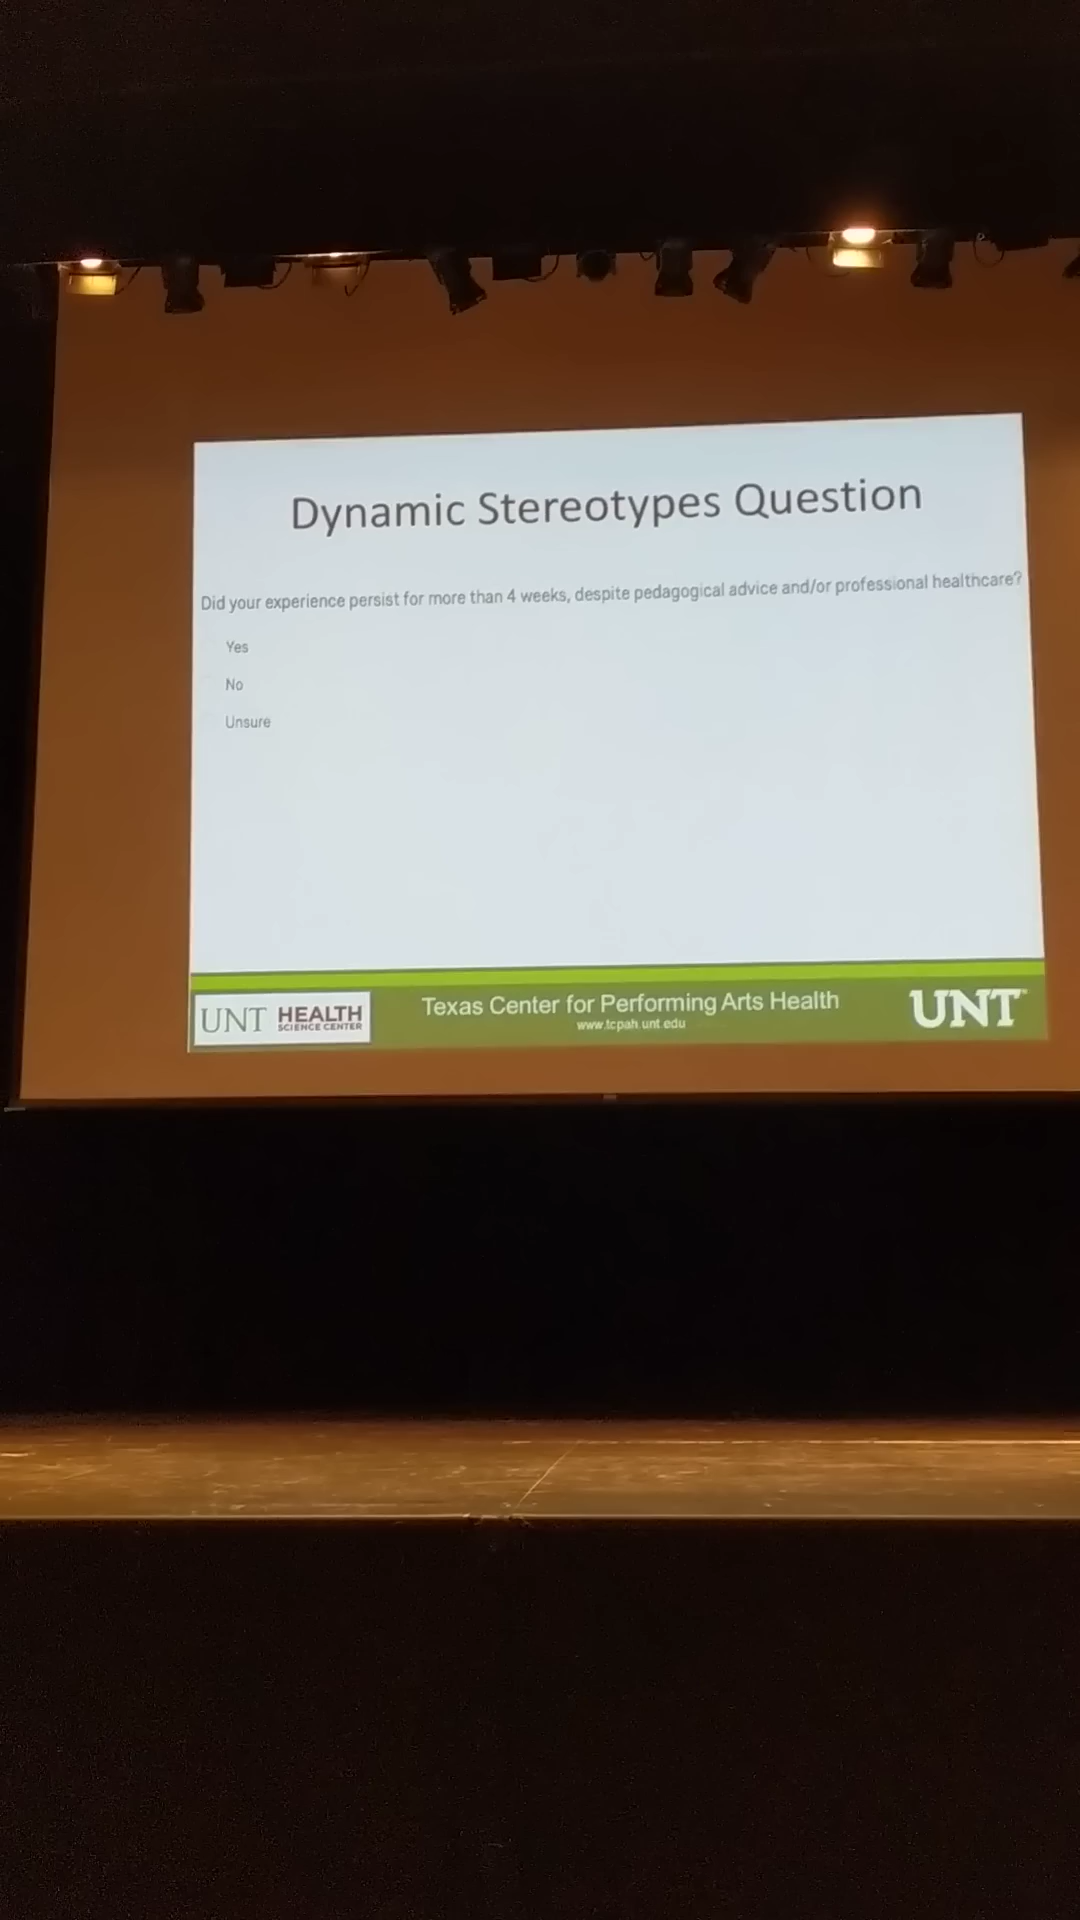 Dynamic Stereotypes Question
Did your experience persist for more than 4 weeks, despite pedagogical advice and/or professional healthcare?
Yes
No
Unsure
UNT HEALTH
SCIENCE CENTER
Texas Center for Performing Arts Health
www.tcpah.unt.edu
UNT